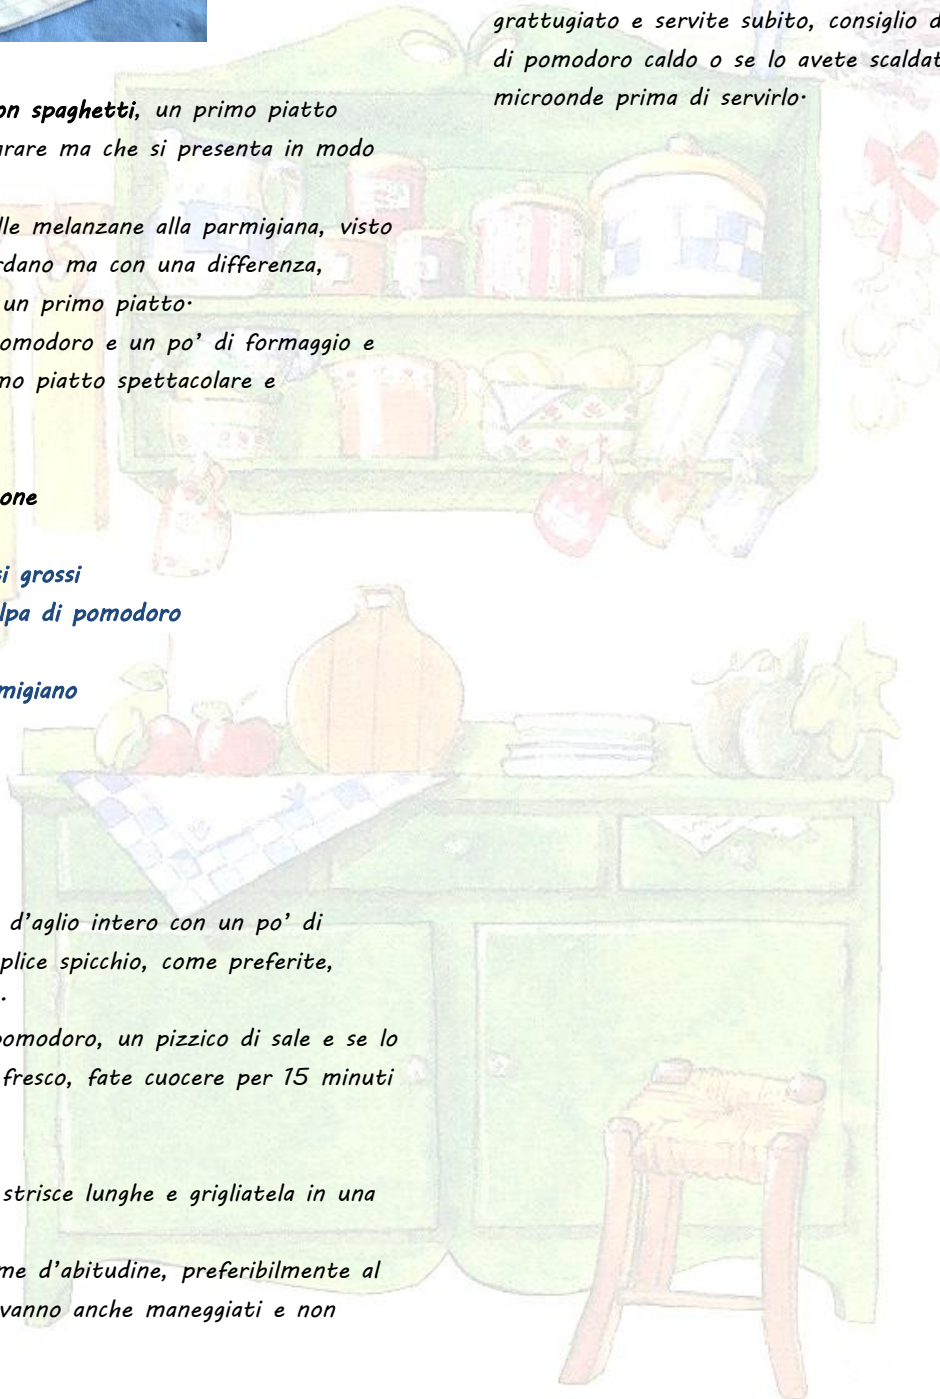 on spaghetti, un primo piatto
arare ma che si presenta in modo
lle melanzane alla parmigiana, visto
rdano ma con una differenza,
un primo piatto.
omodoro e un po' di formaggio e
mo piatto spettacolare e
one
si grossi
lpa di pomodoro
migiano
d'aglio intero con un po' di
plice spicchio, come preferite,
.
pomodoro, un pizzico di sale e se lo
fresco, fate cuocere per 15 minuti
strisce lunghe e grigliatela in una
me d'abitudine, preferibilmente al
vanno anche maneggiati e non
grattugiato e servite subito, consiglio d
di pomodoro caldo o se lo avete scaldat
microonde prima di servirlo.